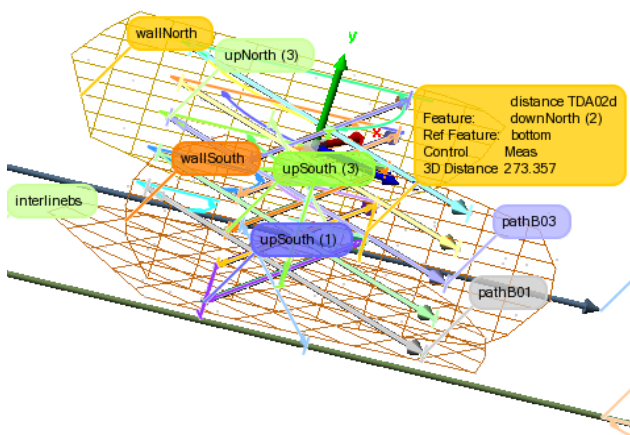 y
wallNorth
upNorth (3)
x
distance TDA02d
Feature: downNorth (2)
Ref Feature: bottom
Control Meas
3D Distance 273.357
wallSouth
upSouth (3)
interlinebs
pathB03
upSouth (1)
pathB01